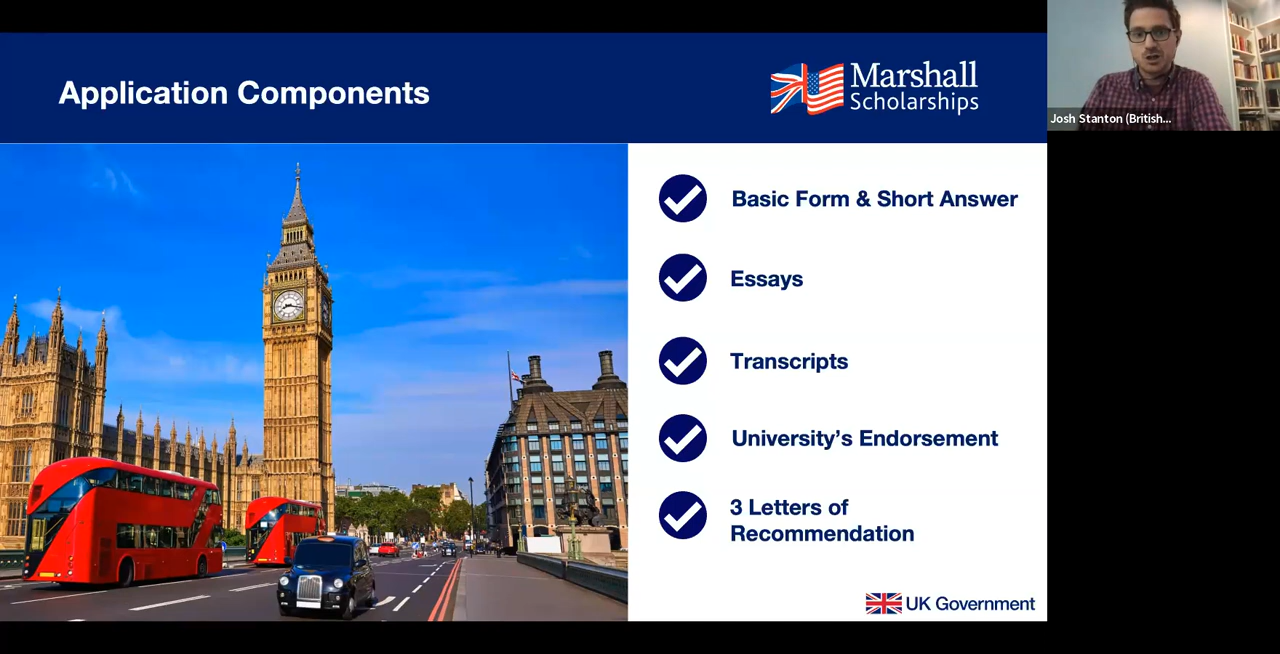 Application Components
Marshall
Scholarships
Josh Stanton (British...
Basic Form & Short Answer
Essays
Transcripts
University’s Endorsement
3 Letters of
Recommendation
UK Government